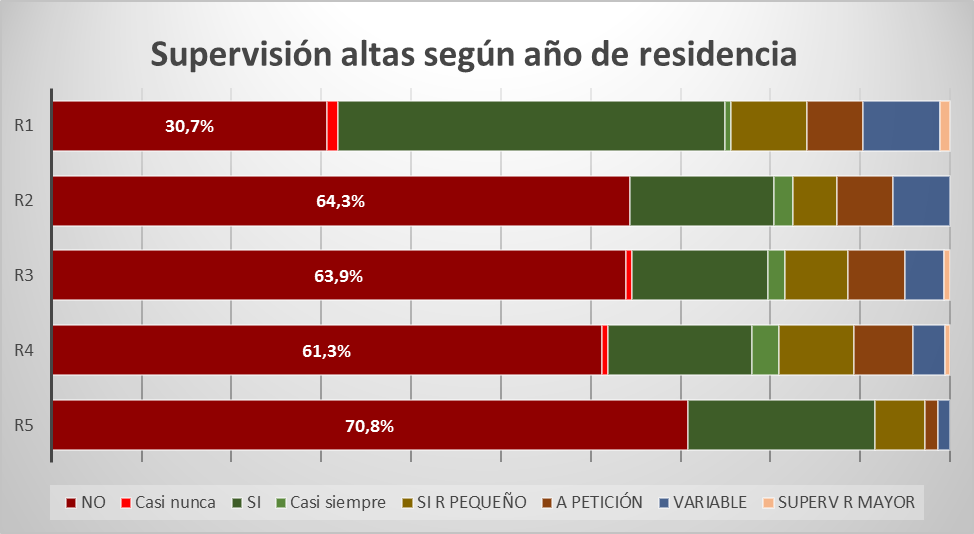 Supervisión altas según año de residencia
R1
30,7%
R2
64,3%
R3
63,9%
R4
61,3%
R5
70,8%
NO Casi nunca SI Casi siempre SI R PEQUEÑO A PETICIÓN VARIABLE SUPERV R MAYOR